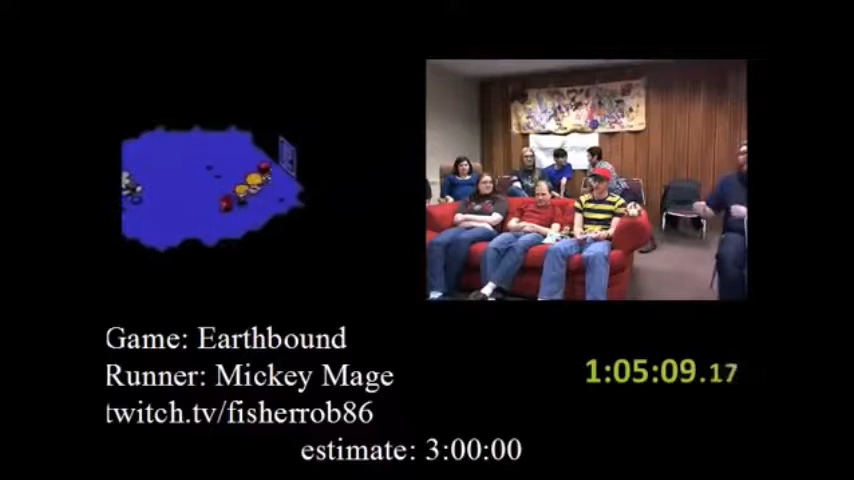 Game: Earthbound
Runner: Mickey Mage
twitch.tv/fisherrob86
1:05:09.17
estimate: 3:00:00